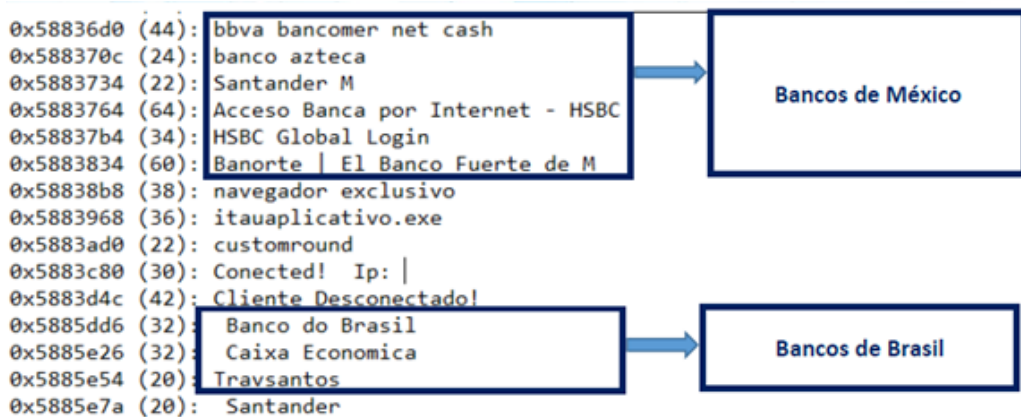 0x58836d0 (44): bbva bancomer net cash
0x588370c (24): banco azteca
0x5883734 (22): Santander M
0x5883764 (64): Acceso Banca por Internet - HSBC
0x58837b4 (34): HSBC Global Login
0x5883834 (60): Banorte | El Banco Fuerte de M
Bancos de México
0x58838b8 (38): navegador exclusivo
0x5883968 (36): itauaplicativo.exe
0x5883ad0 (22): customround
0x5883c80 (30): Conected!  Ip: |
0x5883d4c (42): Cliente Desconectado!
0x5885dd6 (32):  Banco do Brasil
0x5885e26 (32):  Caixa Economica
0x5885e54 (20): Travsantos
Bancos de Brasil
0x5885e7a (20):  Santander